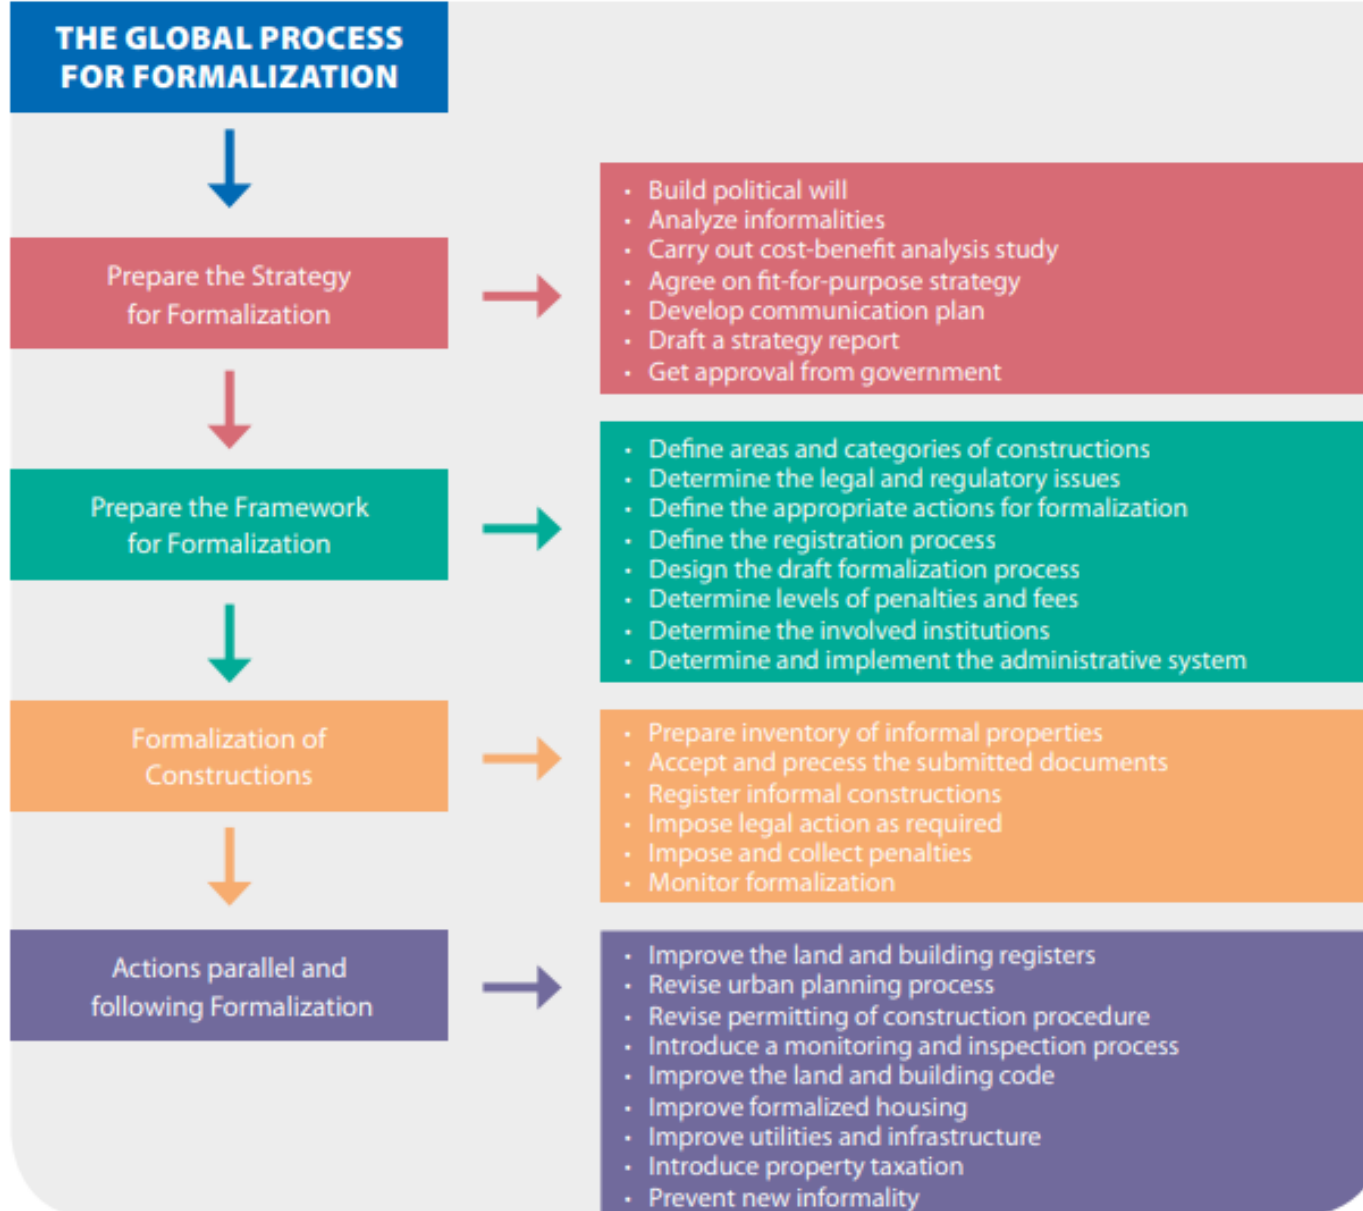 THE GLOBAL PROCESS
FOR FORMALIZATION
Prepare the Strategy
for Formalization
• Build political will
• Analyze informalities
• Carry out cost-benefit analysis study
• Agree on fit-for-purpose strategy
• Develop communication plan
• Draft a strategy report
• Get approval from government
Prepare the Framework
for Formalization
• Define areas and categories of constructions
• Determine the legal and regulatory issues
• Define the appropriate actions for formalization
• Define the registration process
• Design the draft formalization process
• Determine levels of penalties and fees
• Determine the involved institutions
• Determine and implement the administrative system
Formalization of
Constructions
• Prepare inventory of informal properties
• Accept and precess the submitted documents
• Register informal constructions
• Impose legal action as required
• Impose and collect penalties
• Monitor formalization
Actions parallel and
following Formalization
• Improve the land and building registers
• Revise urban planning process
• Revise permitting of construction procedure
• Introduce a monitoring and inspection process
• Improve the land and building code
• Improve formalized housing
• Improve utilities and infrastructure
• Introduce property taxation
• Prevent new informality